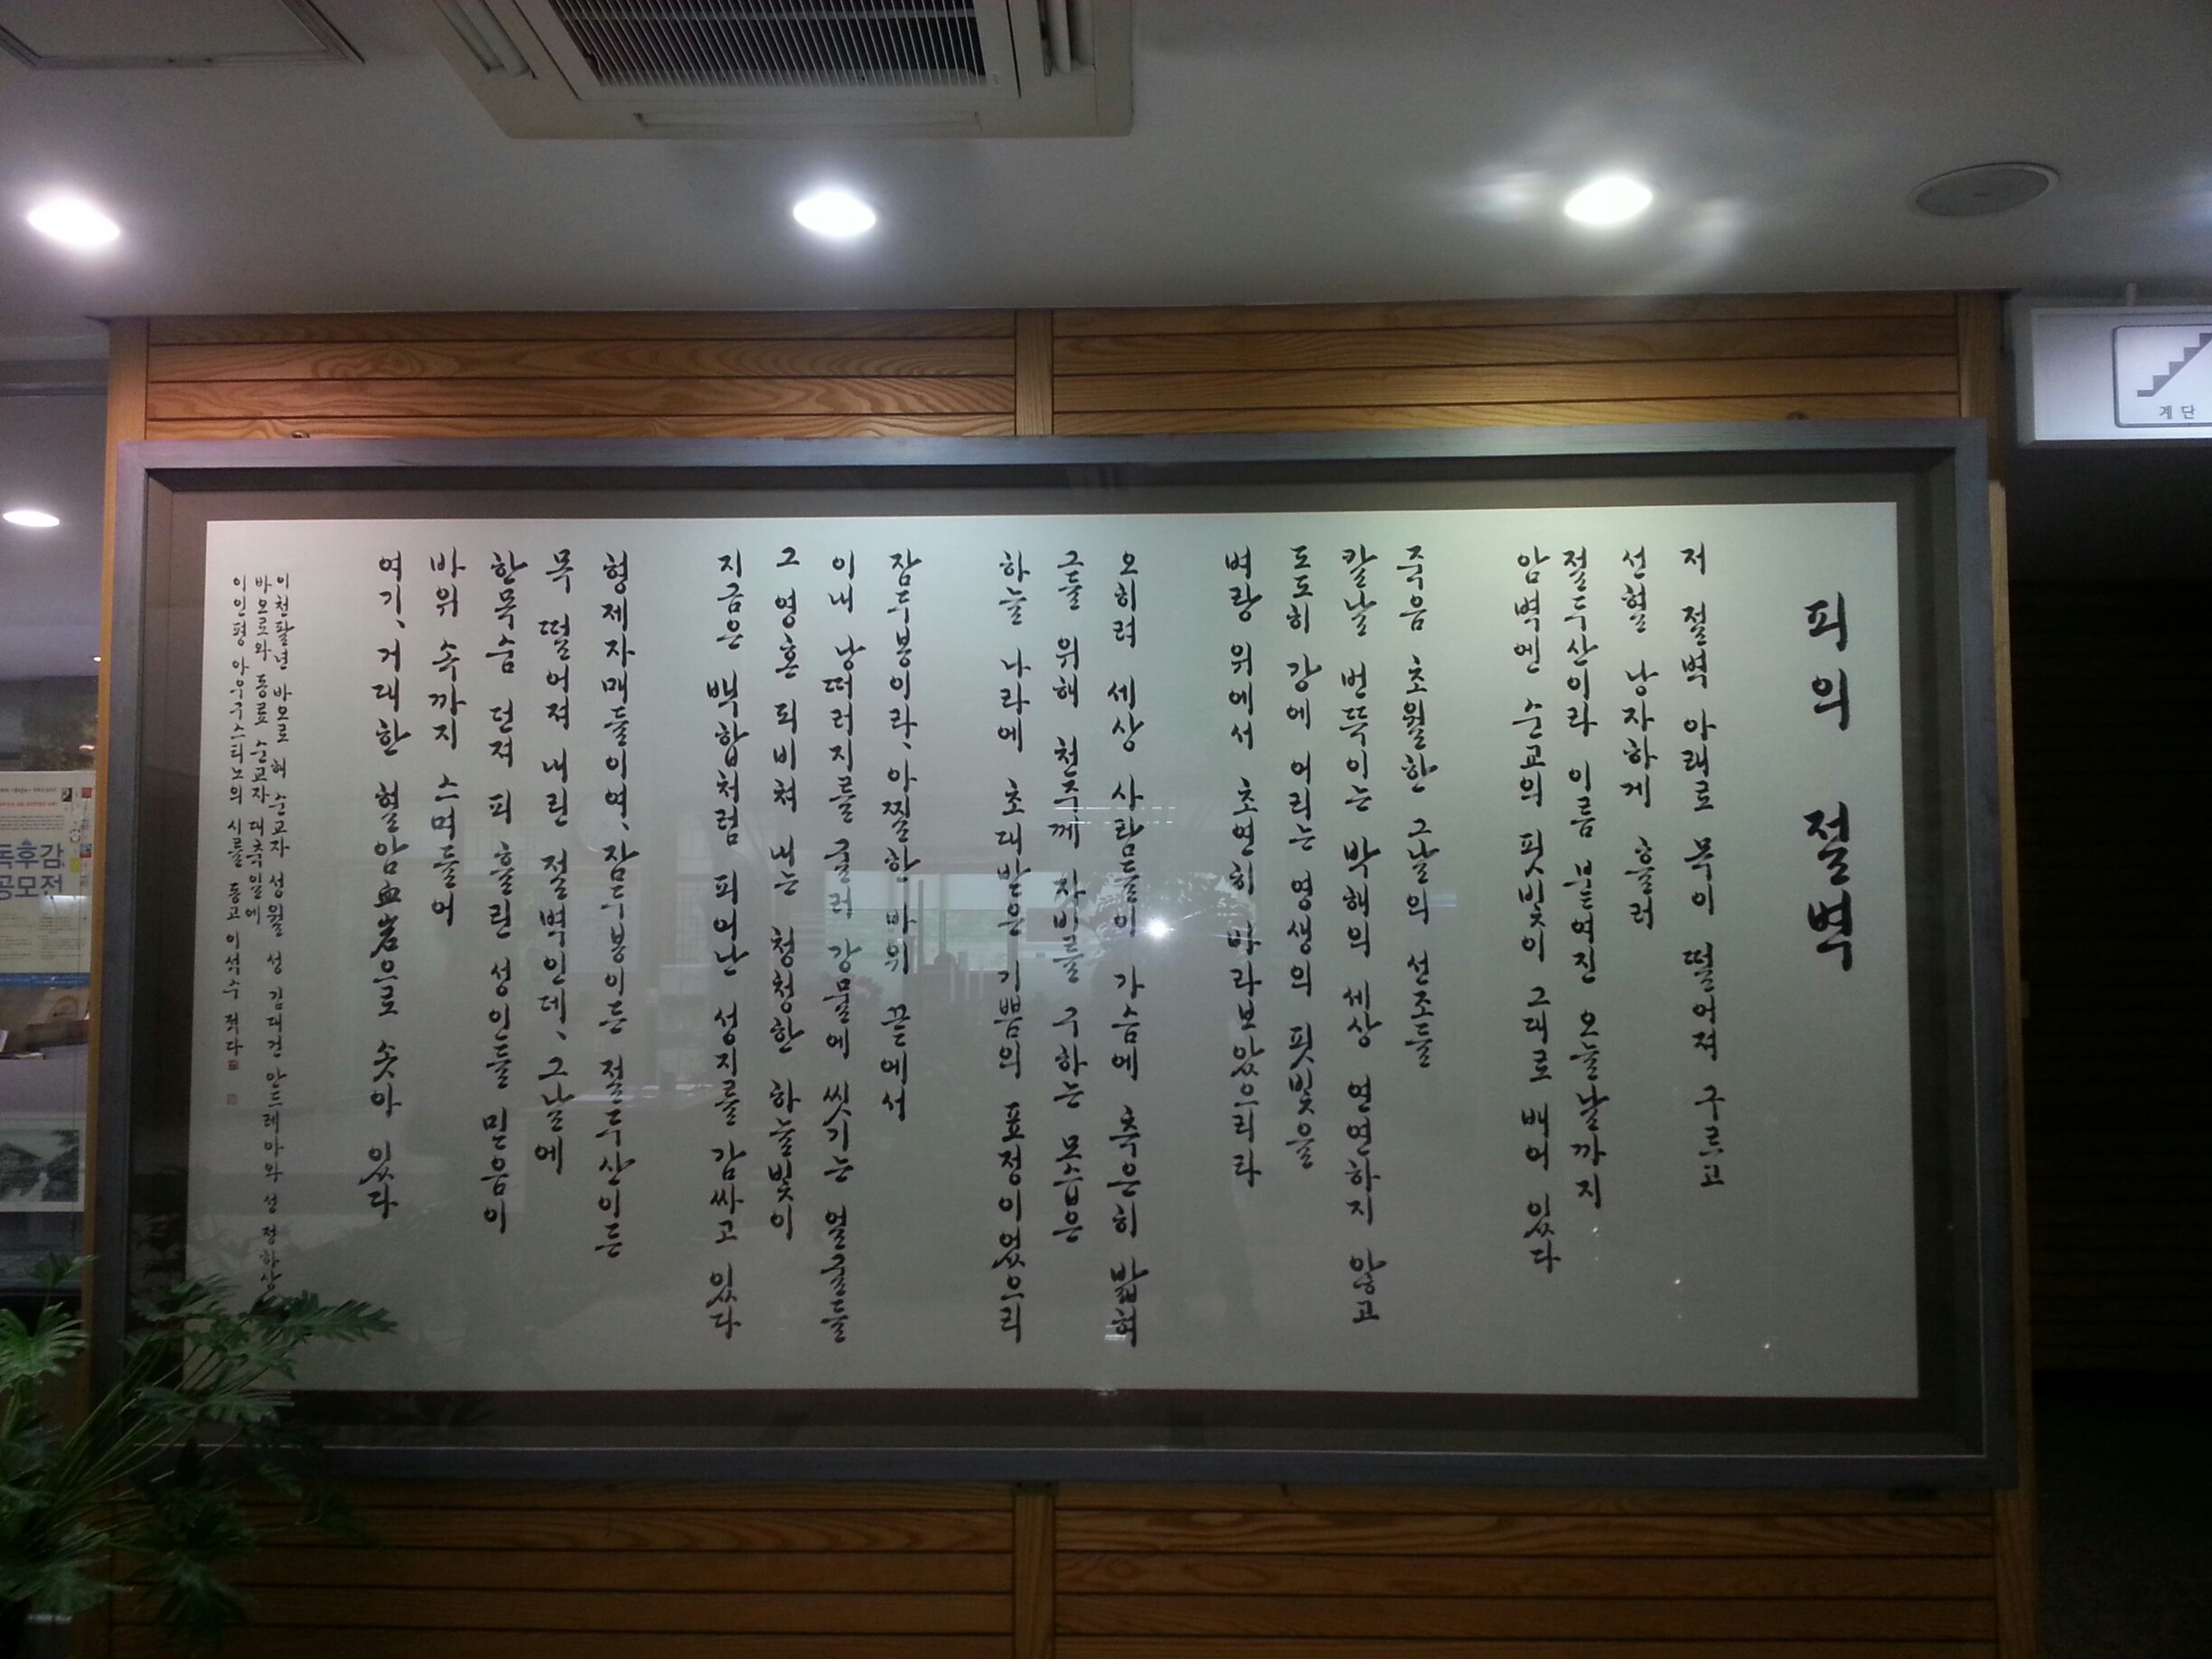 피의 절벽
저 절벽 아래로 목이 떨어져 구르고
선혈 낭자하게 흘러
절두산이라 이름 붙여진 오늘날까지
암벽엔 순교의 핏빛이 그대로 배어 있다
죽음 초월한 그날의 선조들
칼날 번뜩이는 박해의 세상 연연하지 않고
도도히 강에 어리는 영생의 핏빛을
벼랑 위에서 초연히 바라보았으리라
오히려 세상 사람들의 가슴에 축은히
그들 위해 천주께 자비를 구하는 모습은
하늘 나라에 초대받은 기쁨의 표정이었으리
잠두봉이라, 아찔한 바위 끝에서
이내 낭떠러지를 굴러 강물에 씻기는 얼굴들
그 영혼 되비쳐 내는 청청한 하늘빛이
지금은 백합처럼 피어난 성지를 감싸고 있다
형제자매들이여, 잠두봉이든 절두산이든
목 떨어져 내린 절벽인데, 그날에
한목숨 던져 피 흘린 성인들 믿음이
바위 속까지 스며들어
여기, 거대한 혈암血岩으로 솟아 있다
이천팔년 바오로 해 순교자 성월 성 김대건 안드레아와 성 정하상
바오로와 동료 순교자 대축일에
이인평 아우구스티노의 시를 동고 이석수 적다
계단
독후감
공모전